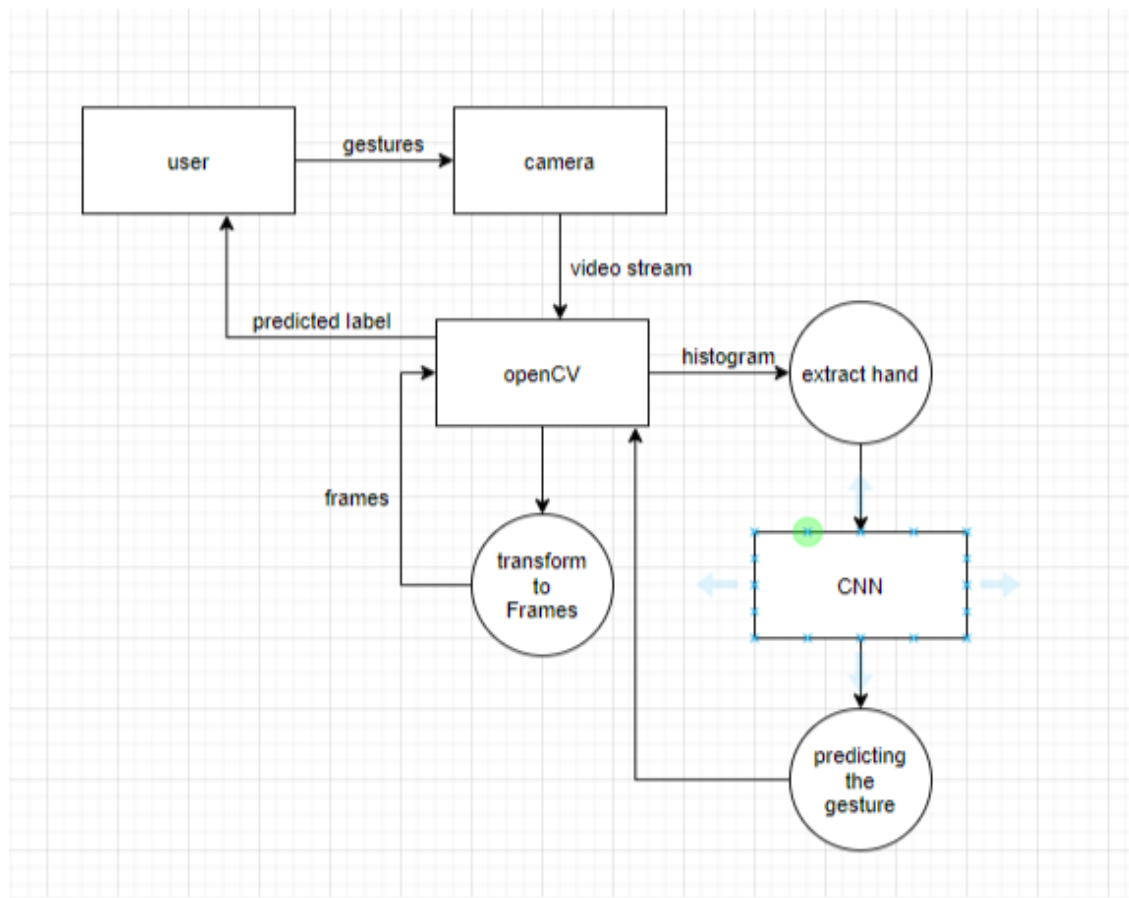 user
gestures
camera
video stream
predicted label
openCV
histogram
extract hand
frames
transform
to
Frames
CNN
predicting
the
gesture